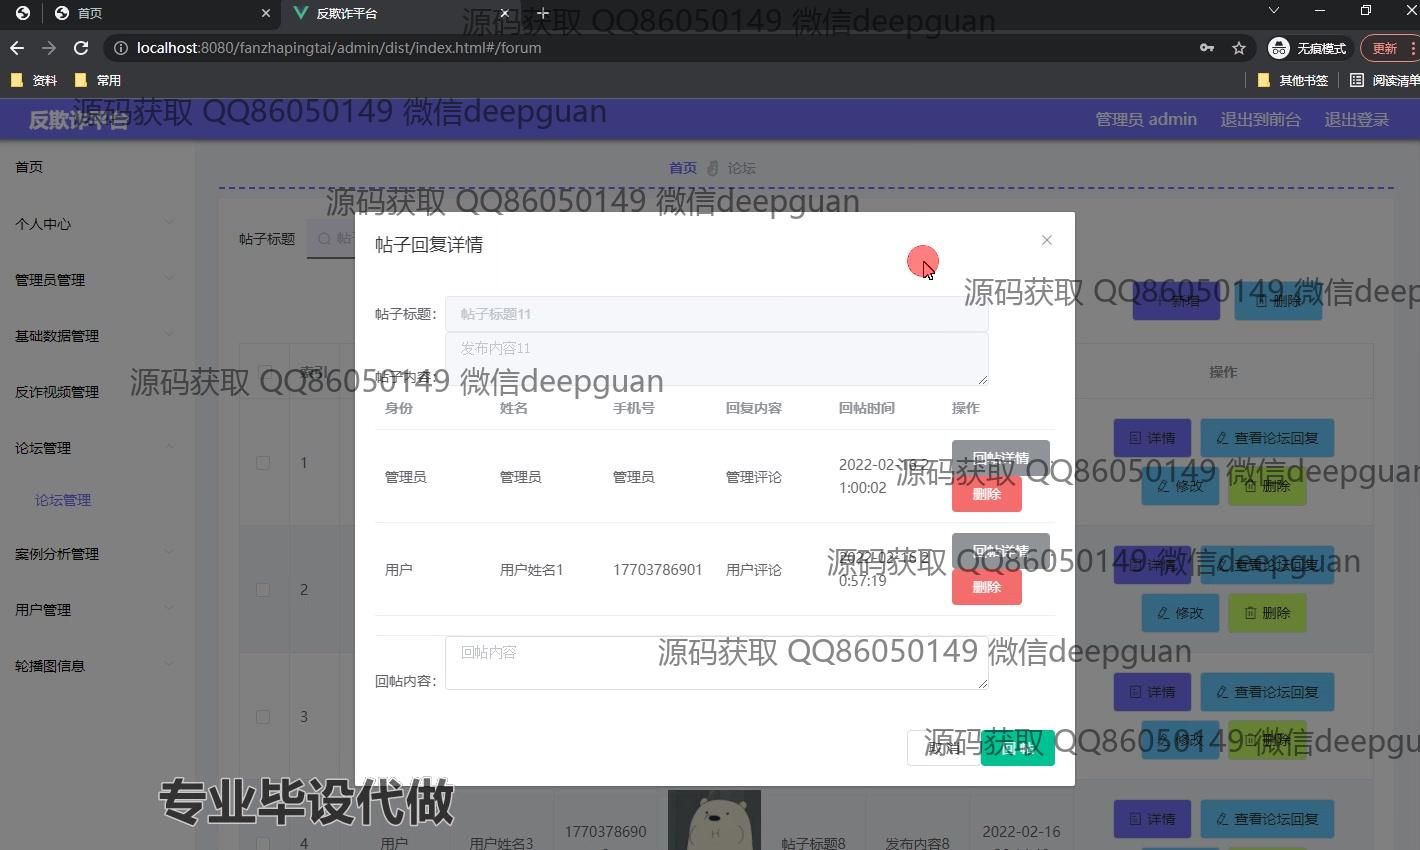 首页
反欺诈平台
localhost:8080/fanzhapingtai/admin/dist/index.html#/forum
无痕模式
更新
资料
常用
其他书签
阅读清单
源码获取 QQ86050149 微信deepguan
源码获取 QQ86050149 微信deepguan
反欺诈平台
管理员 admin
退出到前台
退出登录
首页
首页
论坛
个人中心
源码获取 QQ86050149 微信deepguan
帖子标题
帖子回复详情
管理员管理
源码获取 QQ86050149 微信deep
新增
删除
帖子标题:
帖子标题11
基础数据管理
发布内容11
帖子内容:
索引
操作
源码获取 QQ86050149 微信deepguan
反诈视频管理
身份
姓名
手机号
回复内容
回帖时间
操作
论坛管理
1
管理员
管理员
管理员
管理评论
2022-02-16 2
1:00:02
回帖详情
删除
详情
查看论坛回复
修改
删除
源码获取 QQ86050149 微信deepguan
论坛管理
案例分析管理
2
用户
用户姓名1
17703786901
用户评论
2022-02-16 2
0:57:19
回帖详情
删除
详情
查看论坛回复
修改
删除
源码获取 QQ86050149 微信deepguan
用户管理
轮播图信息
回帖内容:
回帖内容
源码获取 QQ86050149 微信deepguan
3
详情
查看论坛回复
修改
删除
取消
回帖
源码获取 QQ86050149 微信deepgu
专业毕设代做
4
用户
用户姓名3
1770378690
帖子标题8
发布内容8
2022-02-16
详情
查看论坛回复